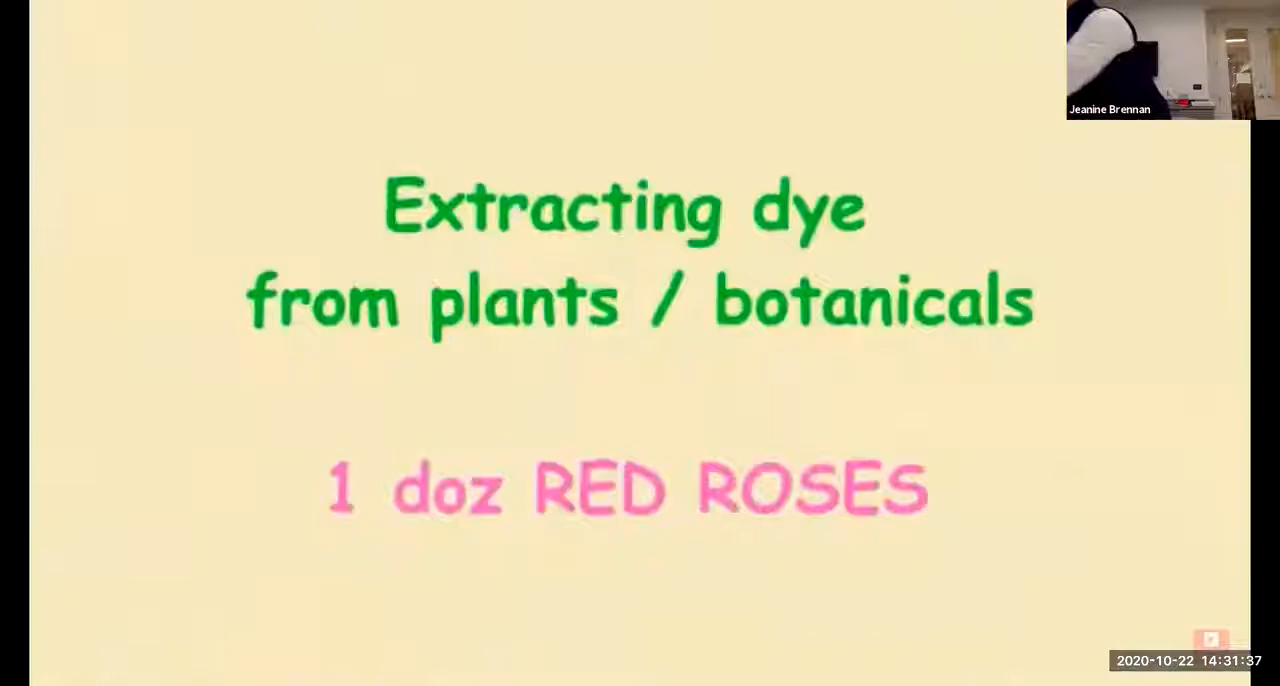 Jeanine Brennan
Extracting dye
from plants / botanicals
1 doz RED ROSES
2020-10-22 14:31:37